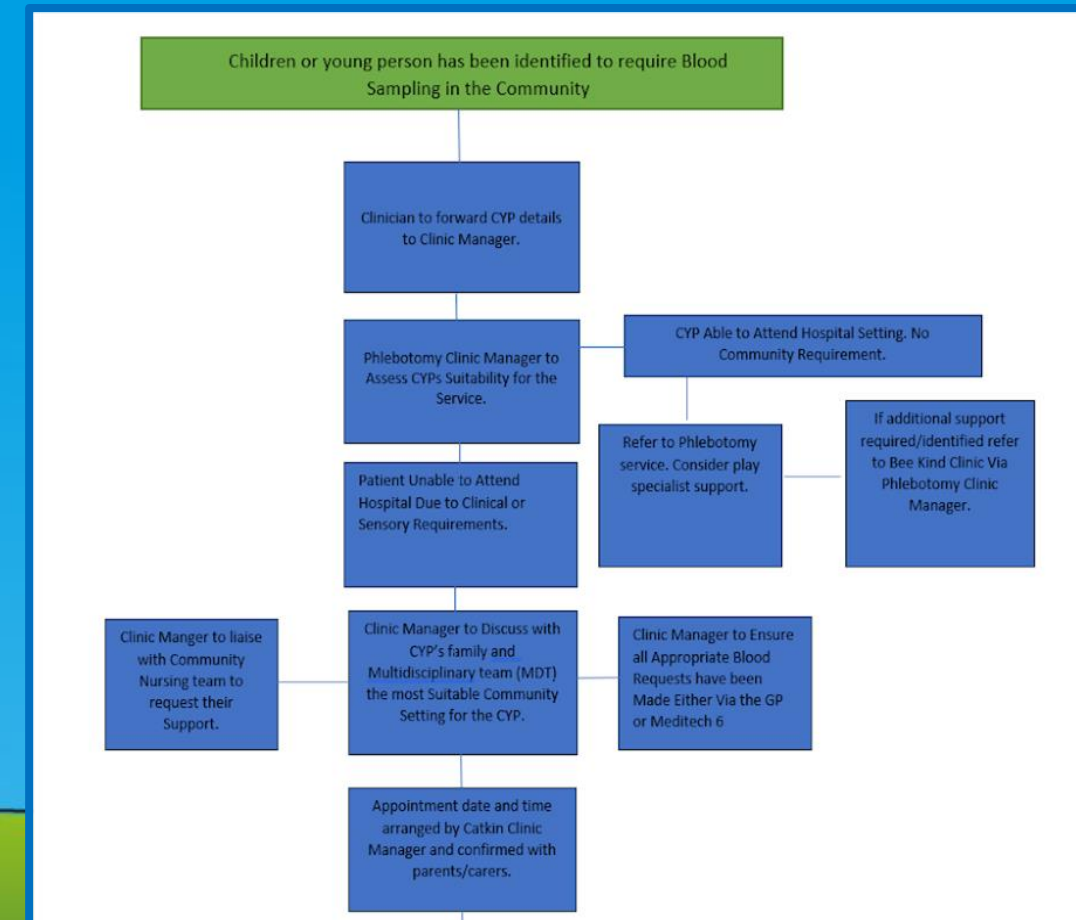 Children or young person has been identified to require Blood
Sampling in the Community
Clinician to forward CYP details
to Clinic Manager.
Phlebotomy Clinic Manager to
Assess CYPs Suitability for the
Service.
CYP Able to Attend Hospital Setting. No
Community Requirement.
Refer to Phlebotomy
service. Consider play
specialist support.
If additional support
required/identified refer
to Bee Kind Clinic Via
Phlebotomy Clinic
Manager.
Patient Unable to Attend
Hospital Due to Clinical or
Sensory Requirements.
Clinic Manger to liaise
with Community
Nursing team to
request their
Support.
Clinic Manager to Discuss with
CYP's family and
Multidisciplinary team (MDT)
the most Suitable Community
Setting for the CYP.
Clinic Manager to Ensure
all Appropriate Blood
Requests have been
Made Either Via the GP
or Meditech 6
Appointment date and time
arranged by Catkin Clinic
Manager and confirmed with
parents/carers.